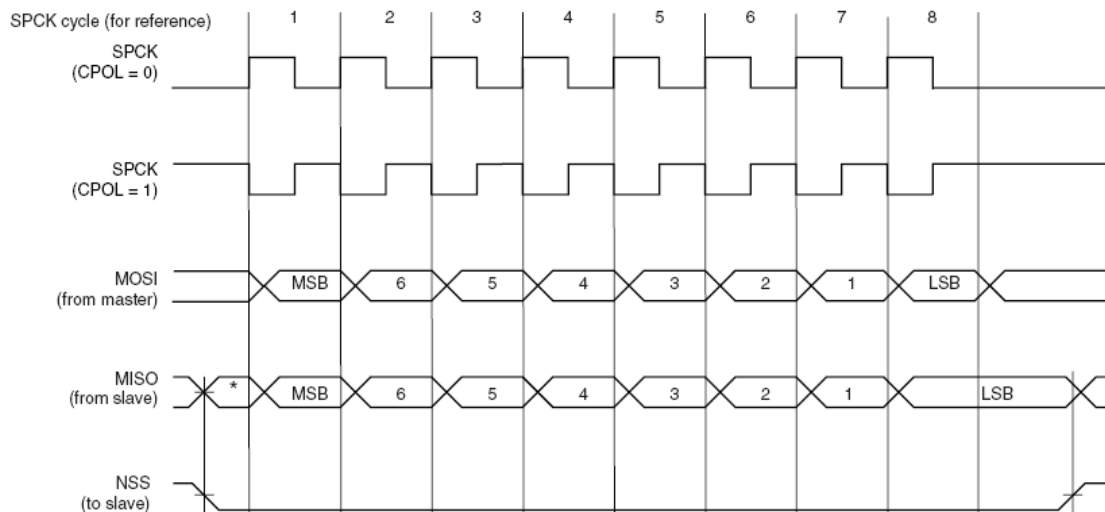 SPCK cycle (for reference) 1 2 3 4 5 6 7 8
SPCK
(CPOL = 0)
SPCK
(CPOL = 1)
MOSI
(from master)
MSB 6 5 4 3 2 1 LSB
MISO
(from slave)
* MSB 6 5 4 3 2 1 LSB
NSS
(to slave)